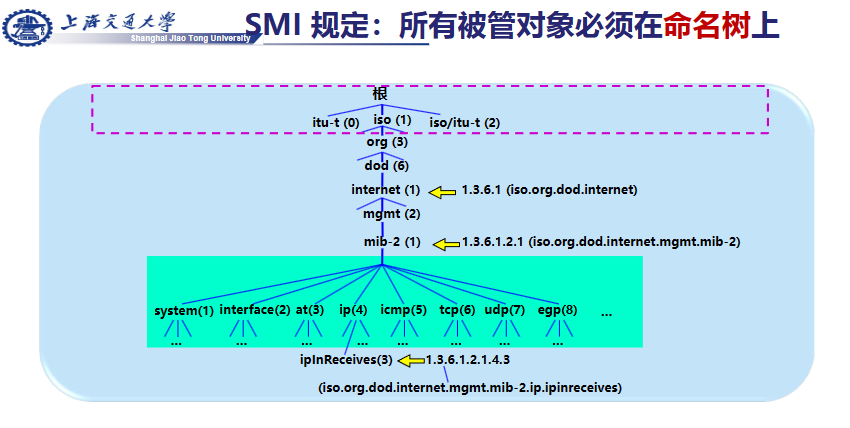 上海交通大学
Shanghai Jiao Tong University
SMI 规定：所有被管对象必须在命名树上
根
itu-t (0) iso (1) iso/itu-t (2)
org (3)
dod (6)
internet (1) 1.3.6.1 (iso.org.dod.internet)
mgmt (2)
mib-2 (1) 1.3.6.1.2.1 (iso.org.dod.internet.mgmt.mib-2)
system(1) interface(2) at(3) ip(4) icmp(5) tcp(6) udp(7) egp(8) ...
... ... ... ... ... ... ... ...
ipInReceives(3) 1.3.6.1.2.1.4.3
(iso.org.dod.internet.mgmt.mib-2.ip.ipinreceives)